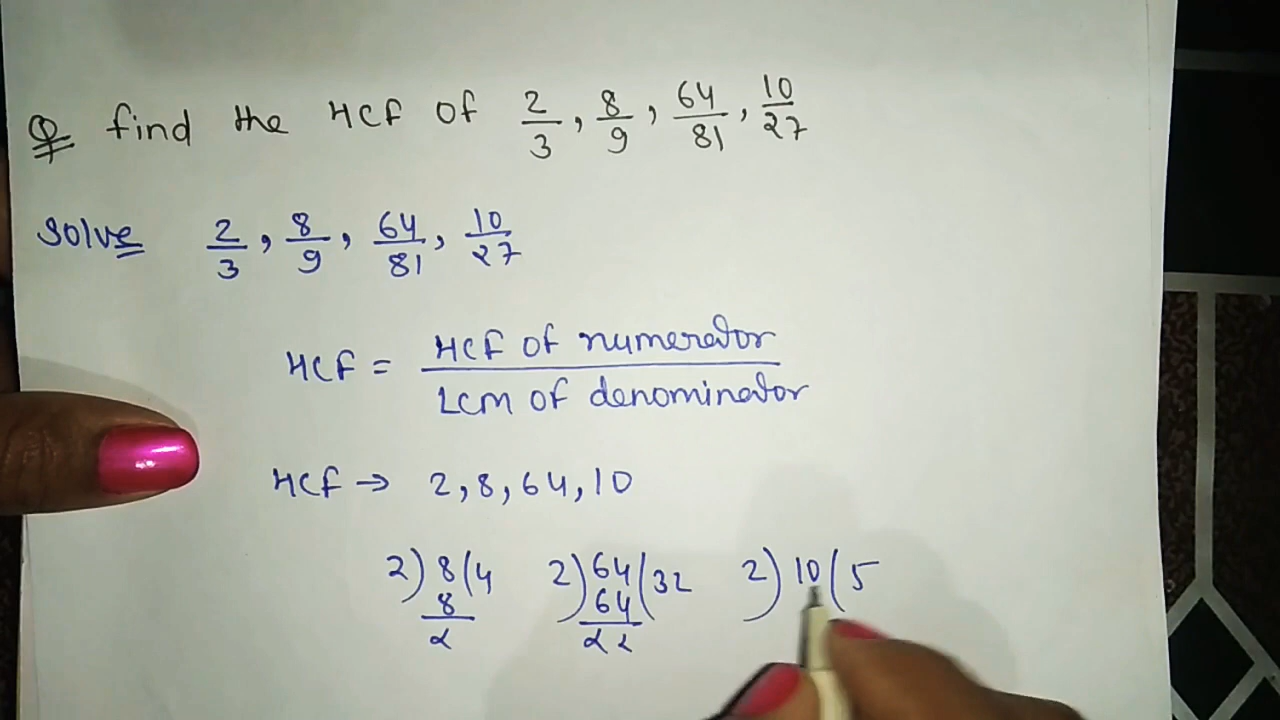 Q find the HCF of 2/3, 8/9, 64/81, 10/27
Solve 2/3, 8/9, 64/81, 10/27
HCF = HCF of numerator / LCM of denominator
HCF → 2, 8, 64, 10
2) 8 (4 2) 64 (32 2) 10 (5
8 64